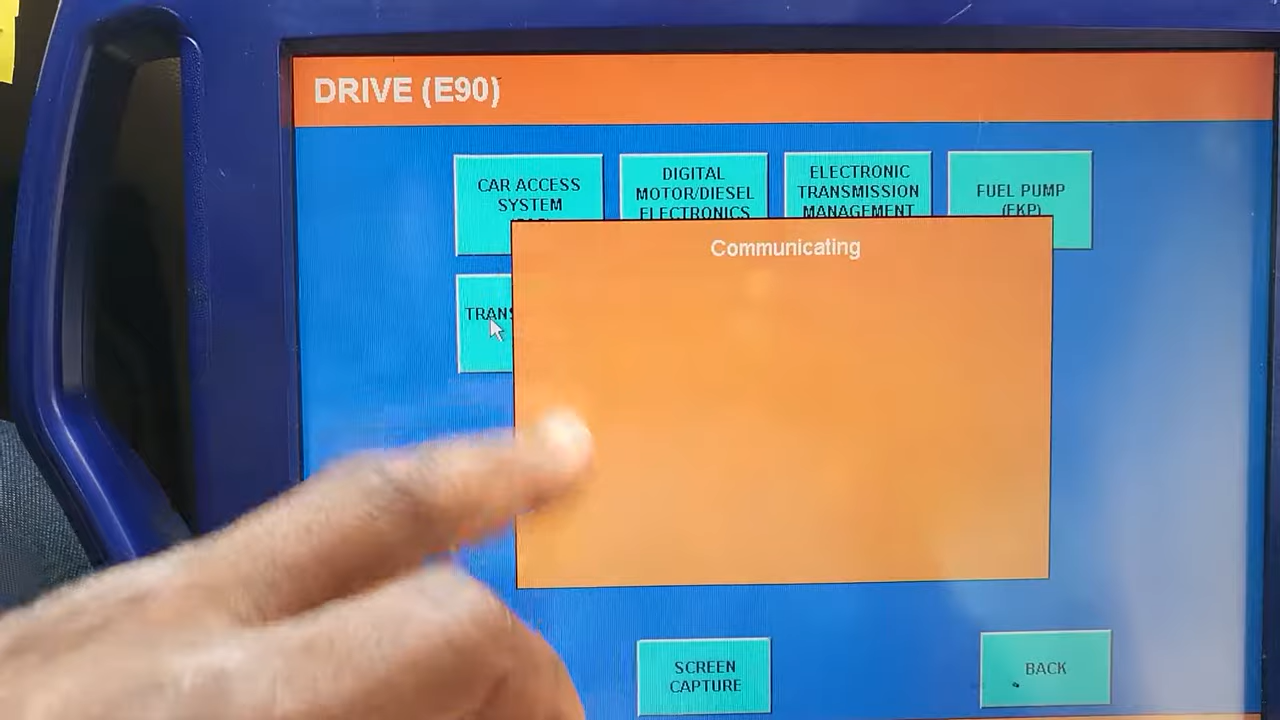 DRIVE (E90)
CAR ACCESS
SYSTEM
DIGITAL
MOTOR/DIESEL
ELECTRONICS
ELECTRONIC
TRANSMISSION
MANAGEMENT
FUEL PUMP
(EKP)
Communicating
TRANS
SCREEN
CAPTURE
BACK